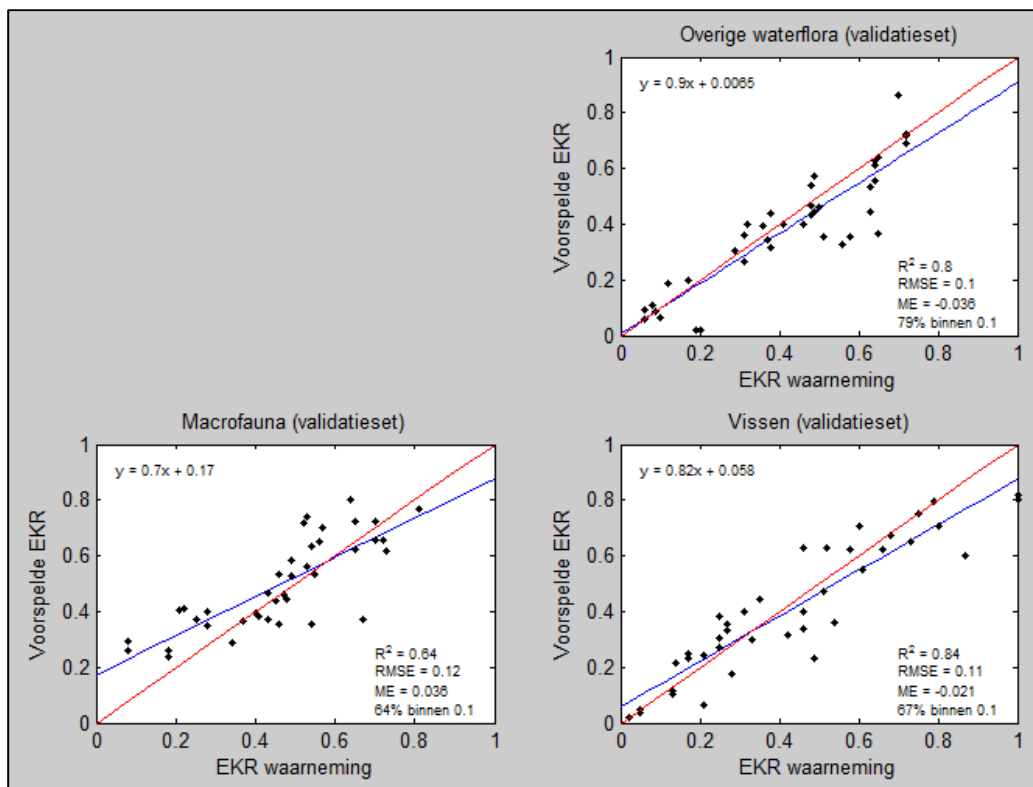 Overige waterflora (validatieset)
y = 0.9x + 0.0065
Voorspelde EKR
1
0.8
0.6
0.4
0.2
0
R² = 0.8
RMSE = 0.1
ME = -0.036
79% binnen 0.1
0 0.2 0.4 0.6 0.8 1
EKR waarneming
Macrofauna (validatieset)
y = 0.7x + 0.17
Voorspelde EKR
1
0.8
0.6
0.4
0.2
0
R² = 0.64
RMSE = 0.12
ME = 0.036
64% binnen 0.1
0 0.2 0.4 0.6 0.8 1
EKR waarneming
Vissen (validatieset)
y = 0.82x + 0.058
Voorspelde EKR
1
0.8
0.6
0.4
0.2
0
R² = 0.84
RMSE = 0.11
ME = -0.021
67% binnen 0.1
0 0.2 0.4 0.6 0.8 1
EKR waarneming